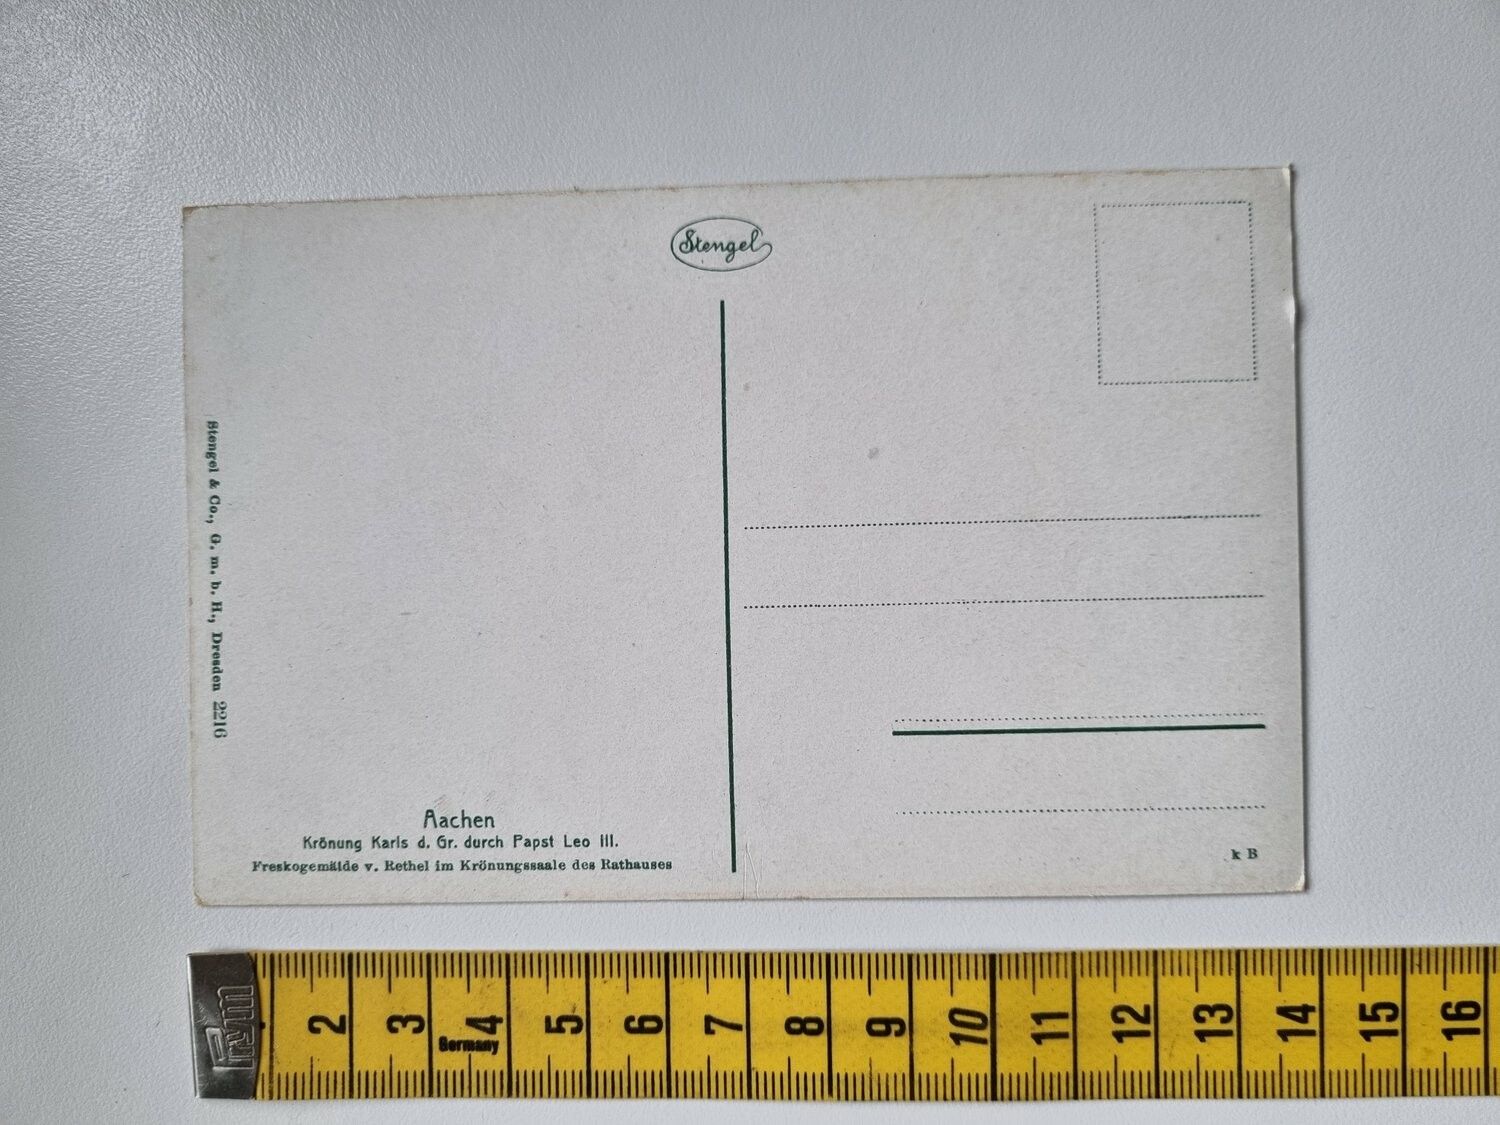 Stengel
Stengel & Co., G. m. b. H., Dresden 2216
Aachen
Krönung Karls d. Gr. durch Papst Leo III.
Freskogemälde v. Rethel im Krönungssaale des Rathauses
k B
Prym
2 3 4 5 6 7 8 9 10 11 12 13 14 15 16
Germany